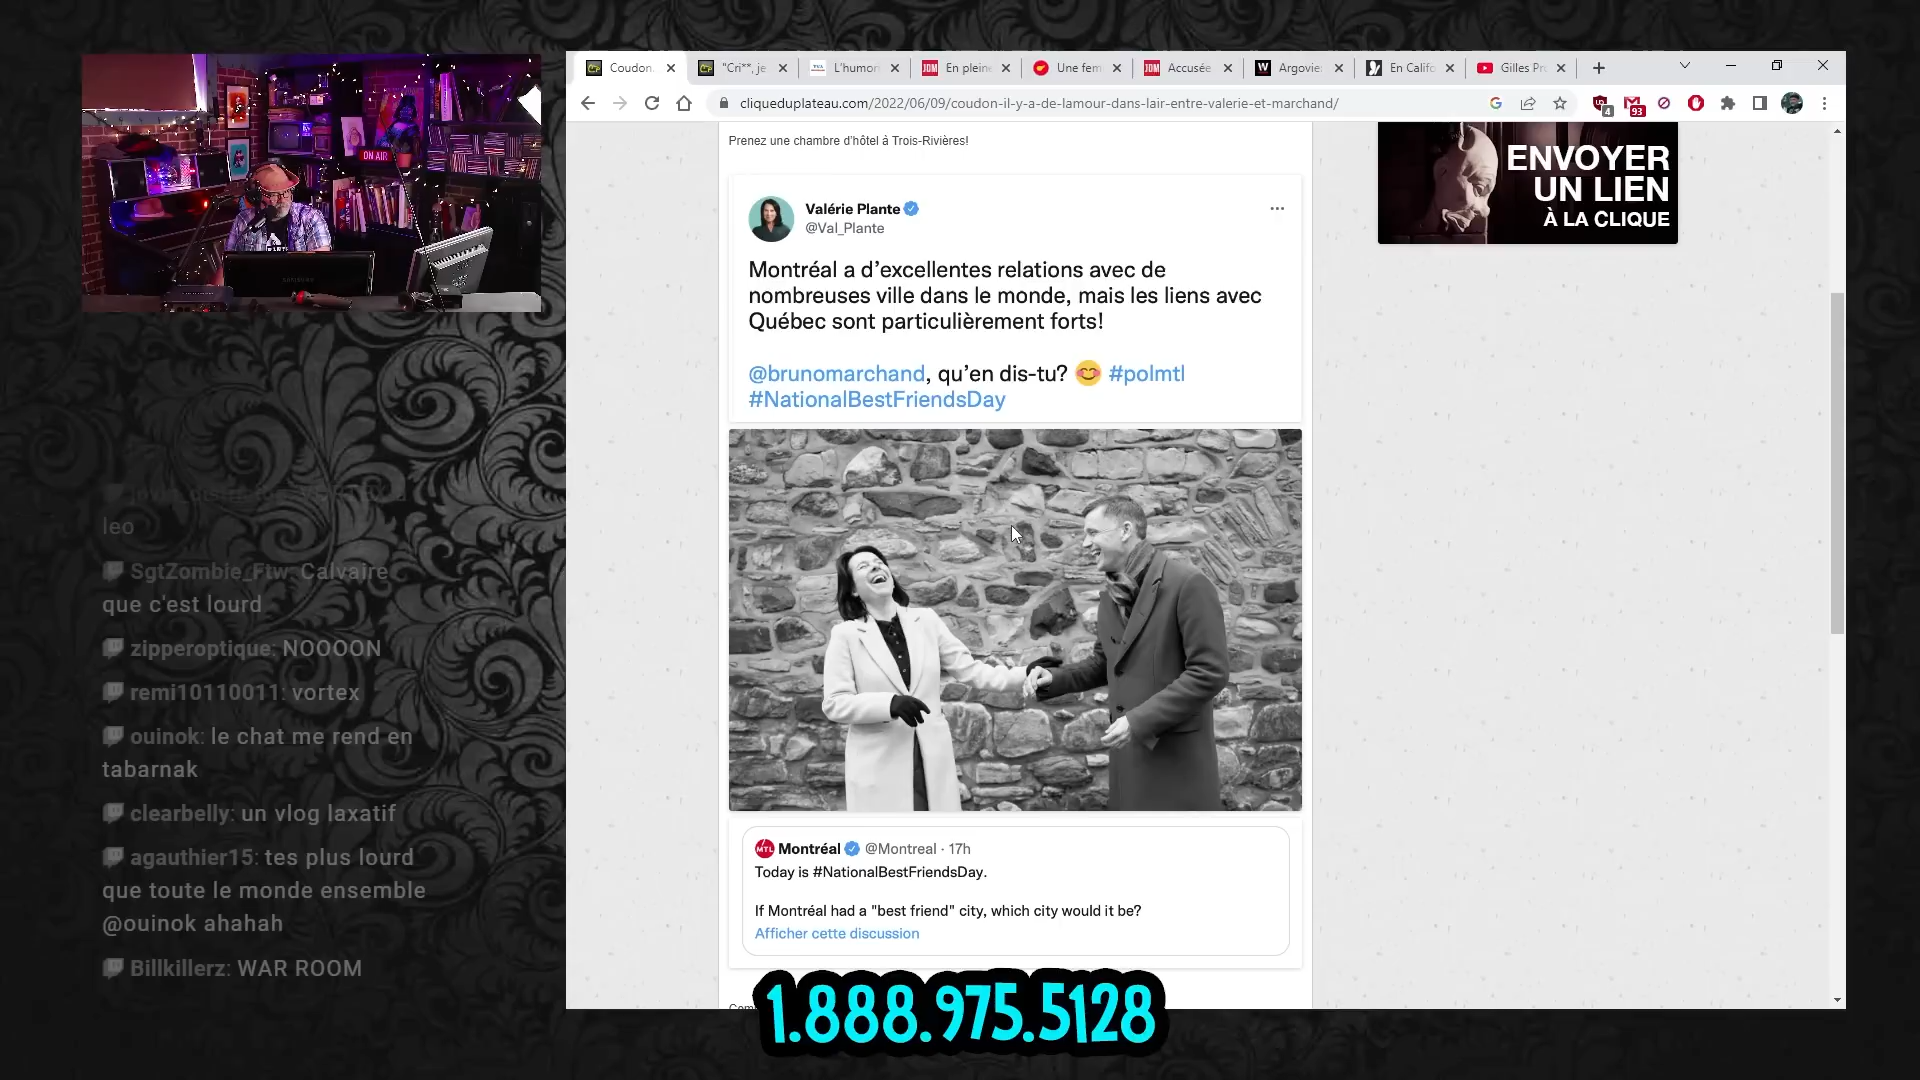 Coudon.
"Cri**, je
L'humori
En pleine
Une fem
Accusée
Argovie
En Califo
Gilles Pro
cliqueduplateau.com/2022/06/09/coudon-il-y-a-de-lamour-dans-lair-entre-valerie-et-marchand/
4
93
Prenez une chambre d'hôtel à Trois-Rivières!
ENVOYER
UN LIEN
À LA CLIQUE
Valérie Plante
@Val_Plante
Montréal a d'excellentes relations avec de
nombreuses ville dans le monde, mais les liens avec
Québec sont particulièrement forts!
@brunomarchand, qu'en dis-tu? 😊 #polmtl
#NationalBestFriendsDay
MTL Montréal @Montreal · 17h
Today is #NationalBestFriendsDay.
If Montréal had a "best friend" city, which city would it be?
Afficher cette discussion
1.888.975.5128
ON AIR
leo
SgtZombie_Ftw: Calvaire
que c'est lourd
zipperoptique: NOOOON
remi10110011: vortex
ouinok: le chat me rend en
tabarnak
clearbelly: un vlog laxatif
agauthier15: tes plus lourd
que toute le monde ensemble
@ouinok ahahah
Billkillerz: WAR ROOM